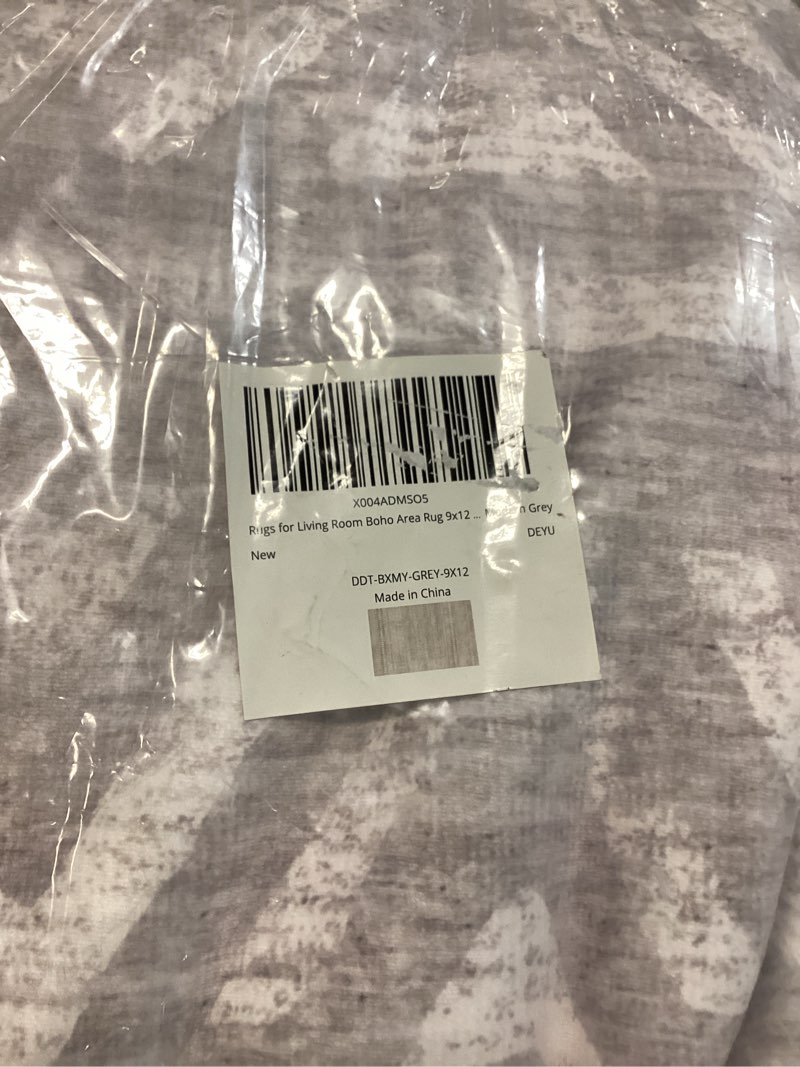 X004ADMSO5
Rugs for Living Room Boho Area Rug 9x12 ... Grey
DEYU
New
DDT-BXMY-GREY-9X12
Made in China